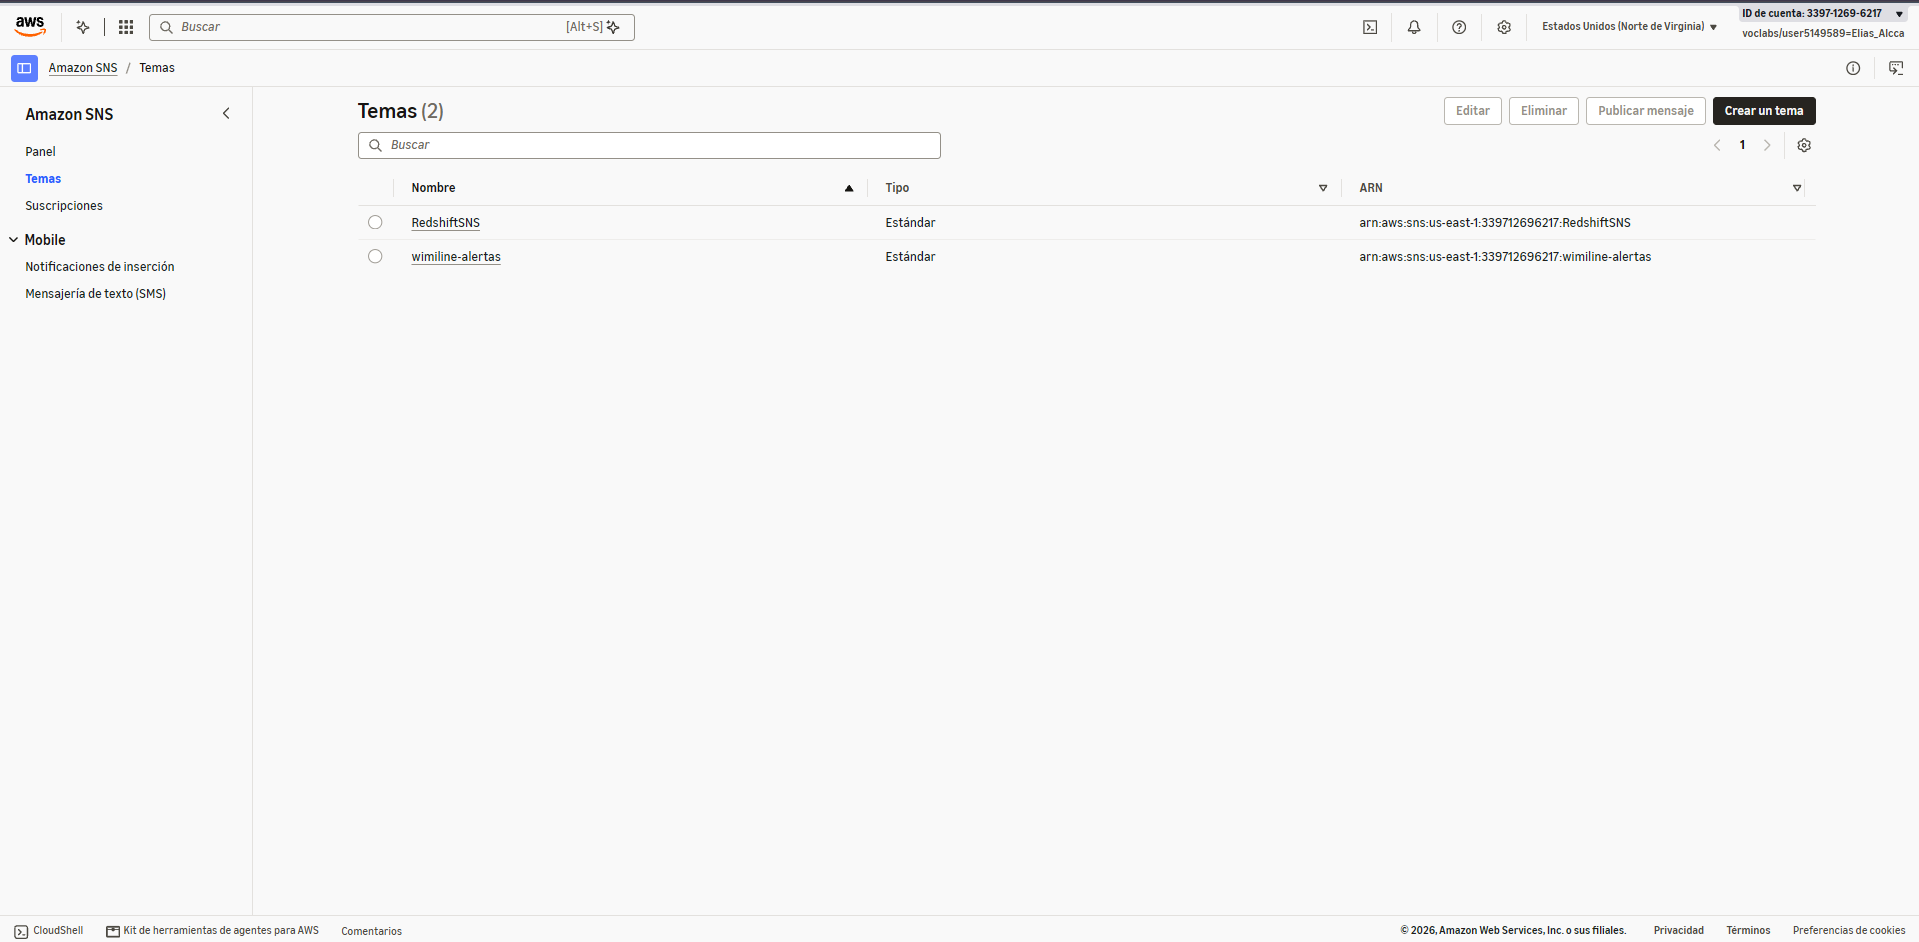 aws
Buscar [Alt+S]
Estados Unidos (Norte de Virginia)
ID de cuenta: 3397-1269-6217
voclabs/user5149589=Elias_Alcca
Amazon SNS / Temas
Amazon SNS
Panel
Temas
Suscripciones
Mobile
Notificaciones de inserción
Mensajería de texto (SMS)
Temas (2)
Editar
Eliminar
Publicar mensaje
Crear un tema
Buscar
1
Nombre Tipo ARN
RedshiftSNS Estándar arn:aws:sns:us-east-1:339712696217:RedshiftSNS
wimiline-alertas Estándar arn:aws:sns:us-east-1:339712696217:wimiline-alertas
CloudShell Kit de herramientas de agentes para AWS Comentarios
© 2026, Amazon Web Services, Inc. o sus filiales. Privacidad Términos Preferencias de cookies